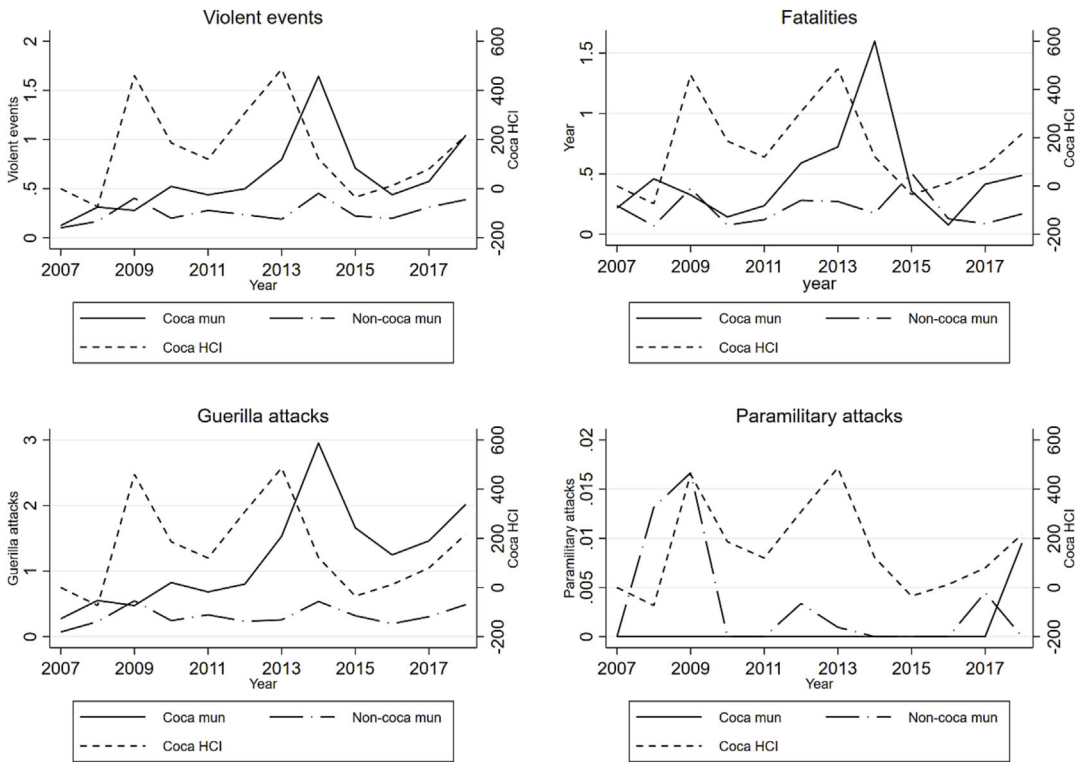 Violent events
Violent events
0 .5 1 1.5 2
-200 0 200 400 600
Coca HCI
2007 2009 2011 2013 2015 2017
Year
Coca mun Non-coca mun
Coca HCI
Fatalities
Year
0 .5 1 1.5
-200 0 200 400 600
Coca HCI
2007 2009 2011 2013 2015 2017
year
Coca mun Non-coca mun
Coca HCI
Guerilla attacks
Guerilla attacks
0 1 2 3
-200 0 200 400 600
Coca HCI
2007 2009 2011 2013 2015 2017
Year
Coca mun Non-coca mun
Coca HCI
Paramilitary attacks
Paramilitary attacks
0 .005 .01 .015 .02
-200 0 200 400 600
Coca HCI
2007 2009 2011 2013 2015 2017
Year
Coca mun Non-coca mun
Coca HCI